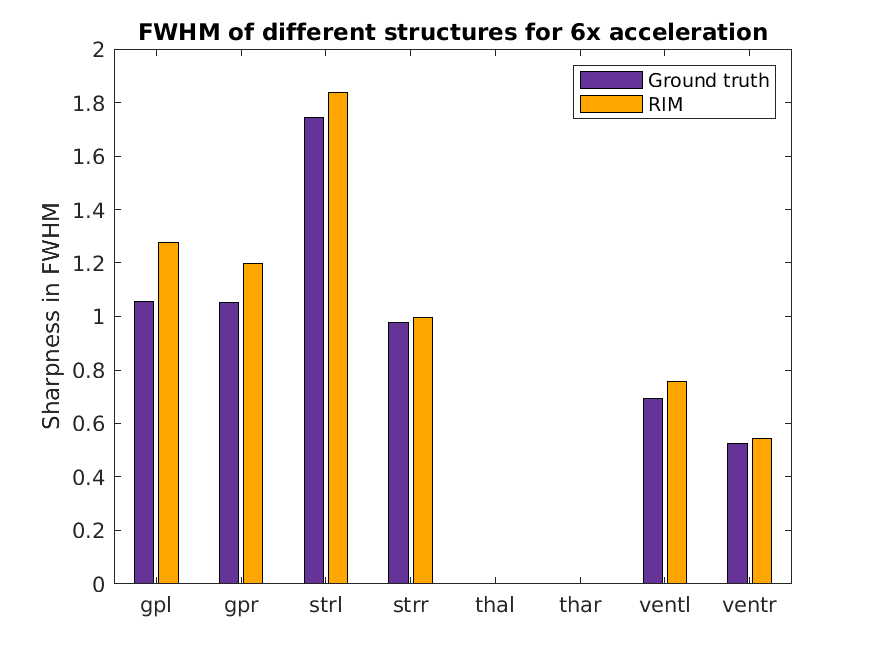 FWHM of different structures for 6x acceleration
Ground truth
RIM
Sharpness in FWHM
2
1.8
1.6
1.4
1.2
1
0.8
0.6
0.4
0.2
0
gpl gpr strl strr thal thar ventl ventr